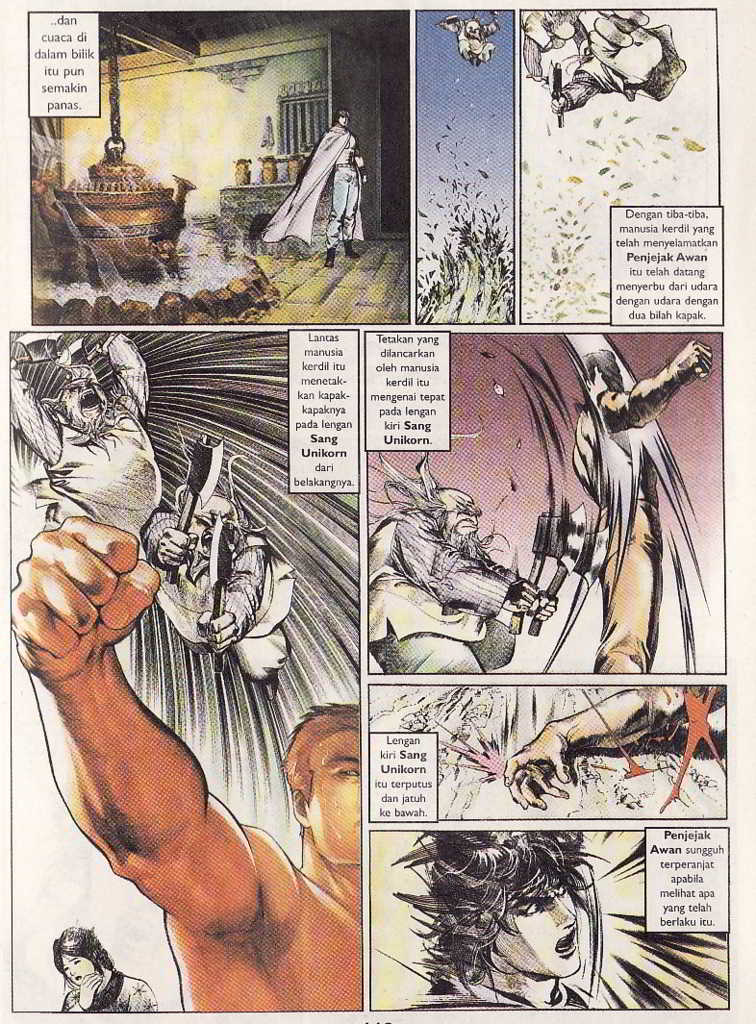 ..dan
cuaca di
dalam bilik
itu pun
semakin
panas.
Dengan tiba-tiba,
manusia kerdil yang
telah menyelamatkan
Penjejak Awan
itu telah datang
menyerbu dari udara
dengan udara dengan
dua bilah kapak.
Lantas
manusia
kerdil itu
menetak-
kan kapak-
kapaknya
pada lengan
Sang
Unikorn
dari
belakangnya.
Tetakan yang
dilancarkan
oleh manusia
kerdil itu
mengenai tepat
pada lengan
kiri Sang
Unikorn.
Lengan
kiri Sang
Unikorn
itu terputus
dan jatuh
ke bawah.
Penjejak
Awan sungguh
terperanjat
apabila
melihat apa
yang telah
berlaku itu.